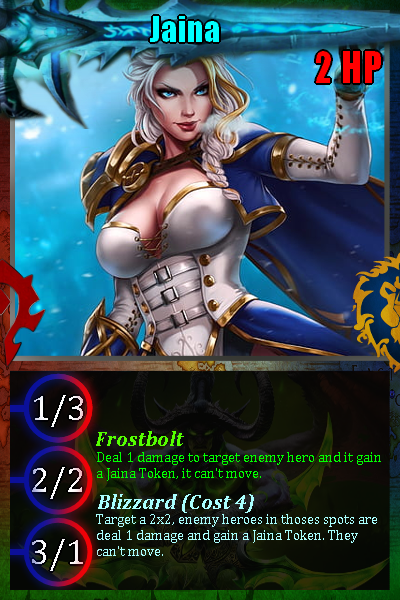 Jaina
2 HP
1/3
2/2
3/1
Frostbolt
Deal 1 damage to target enemy hero and it gain
a Jaina Token, it can't move.
Blizzard (Cost 4)
Target a 2x2, enemy heroes in thoses spots are
deal 1 damage and gain a Jaina Token. They
can't move.